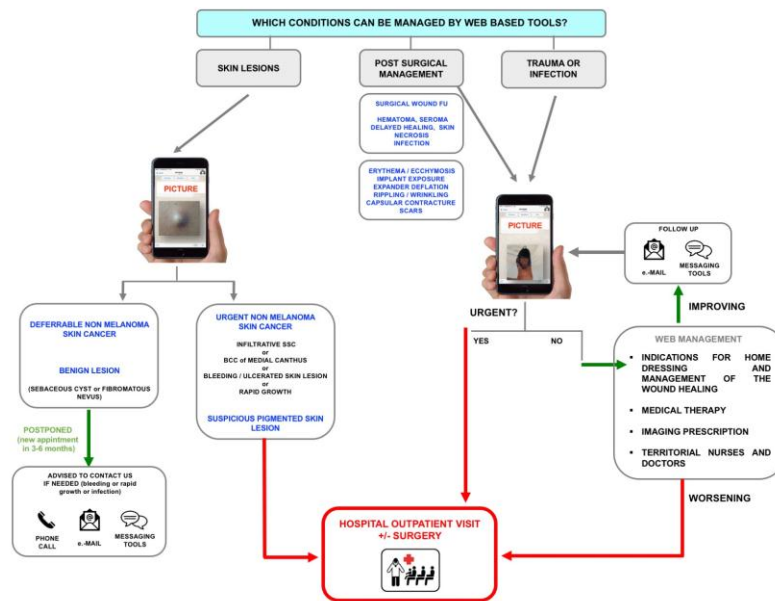 WHICH CONDITIONS CAN BE MANAGED BY WEB BASED TOOLS?
SKIN LESIONS
POST SURGICAL
MANAGEMENT
TRAUMA OR
INFECTION
SURGICAL WOUND FU
HEMATOMA, SEROMA
DELAYED HEALING, SKIN
NECROSIS
INFECTION
ERYTHEMA / ECCHYMOSIS
IMPLANT EXPOSURE
EXPANDER DEFLATION
RIPPLING / WRINKLING
CAPSULAR CONTRACTURE
SCARS
PICTURE
PICTURE
FOLLOW UP
e.-MAIL
MESSAGING
TOOLS
IMPROVING
URGENT?
YES
NO
DEFERRABLE NON MELANOMA
SKIN CANCER
BENIGN LESION
(SEBACEOUS CYST or FIBROMATOUS
NEVUS)
URGENT NON MELANOMA
SKIN CANCER
INFILTRATIVE SSC
or
BCC of MEDIAL CANTHUS
or
BLEEDING / ULCERATED SKIN LESION
or
RAPID GROWTH
SUSPICIOUS PIGMENTED SKIN
LESION
WEB MANAGEMENT
▪ INDICATIONS FOR HOME
DRESSING AND
MANAGEMENT OF THE
WOUND HEALING
▪ MEDICAL THERAPY
▪ IMAGING PRESCRIPTION
▪ TERRITORIAL NURSES AND
DOCTORS
POSTPONED
(new appintment
in 3-6 months)
ADVISED TO CONTACT US
IF NEEDED (bleeding or rapid
growth or infection)
PHONE
CALL
e.-MAIL
MESSAGING
TOOLS
WORSENING
HOSPITAL OUTPATIENT VISIT
+/- SURGERY